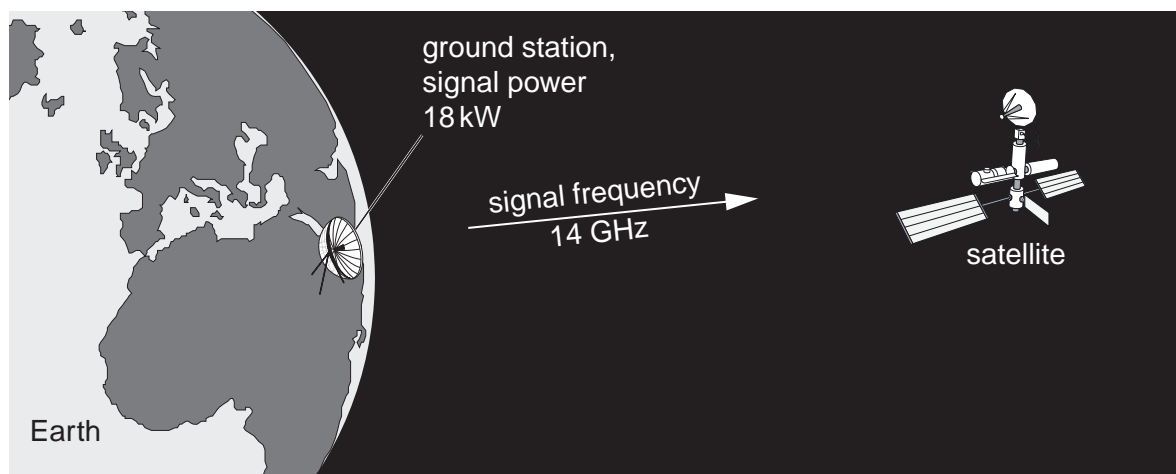 ground station,
signal power
18 kW
signal frequency
14 GHz
satellite
Earth